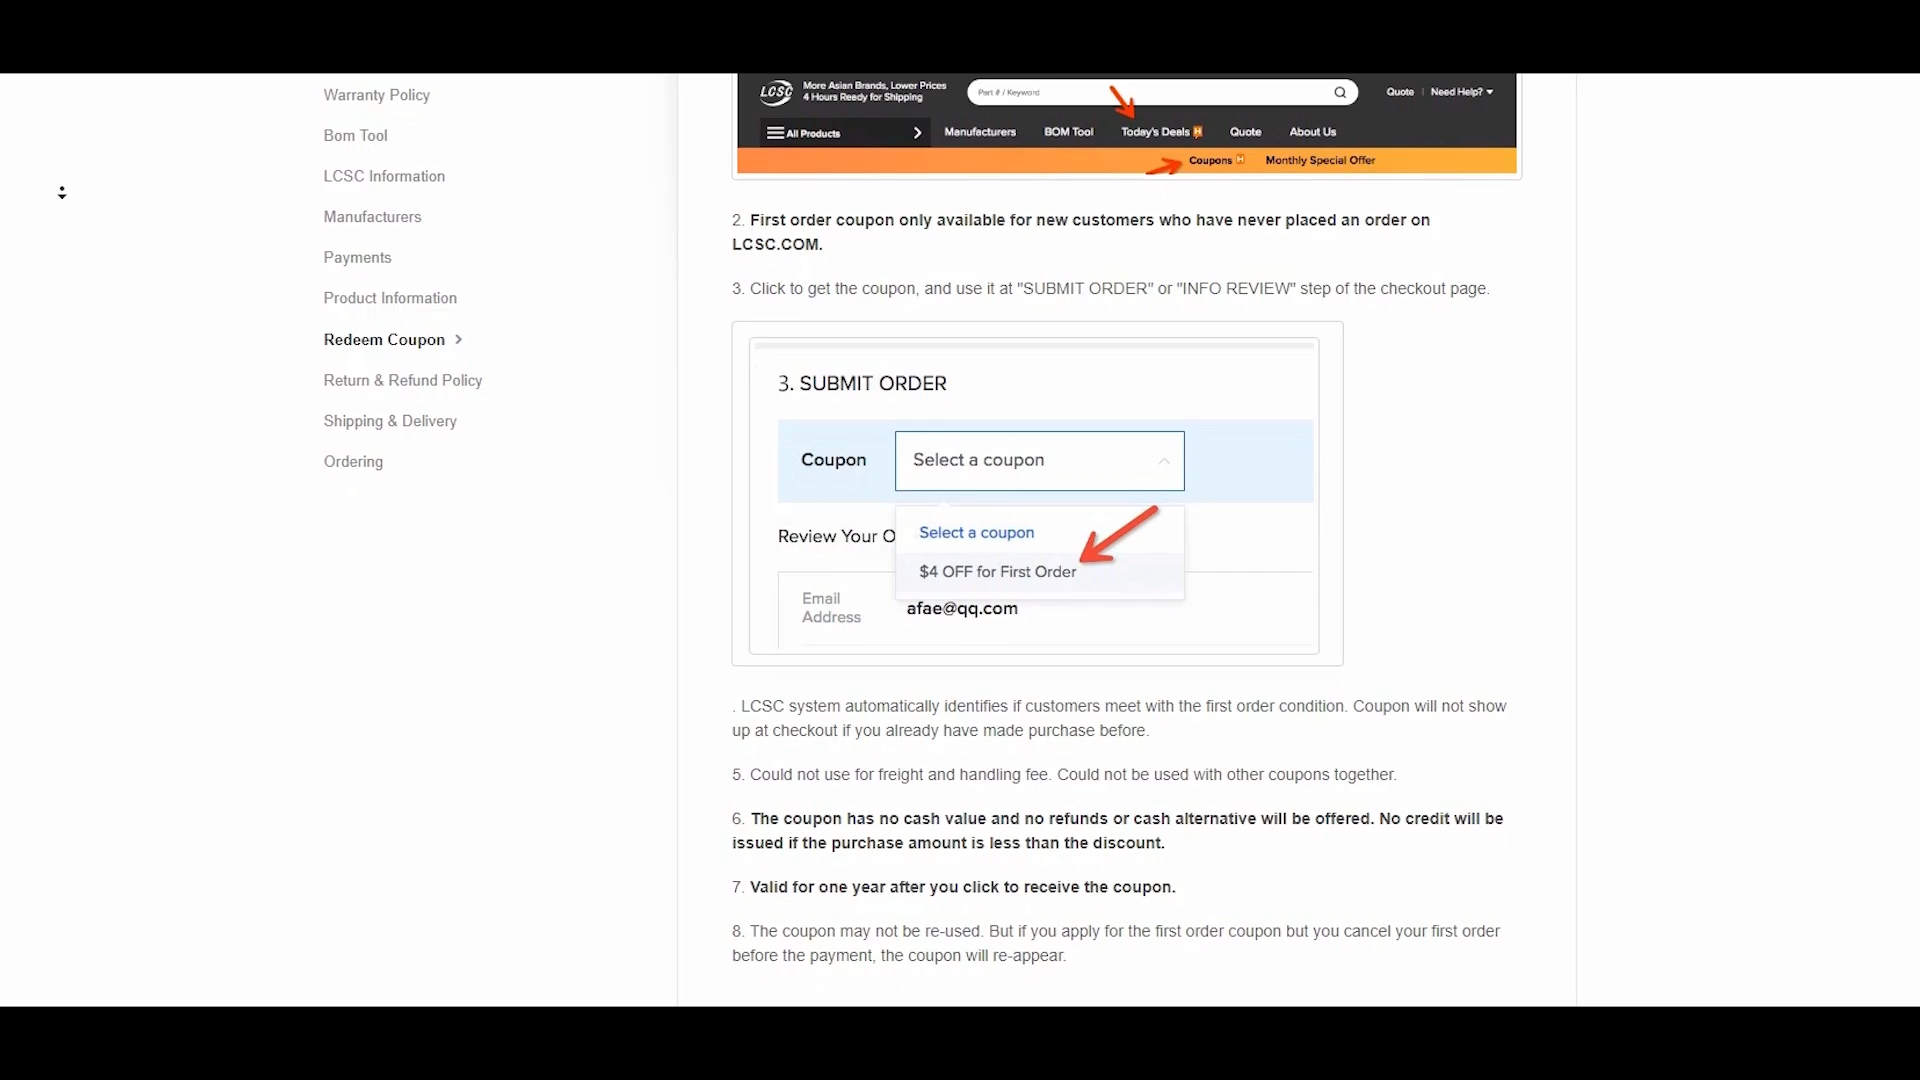 Warranty Policy
Bom Tool
LCSC Information
Manufacturers
Payments
Product Information
Redeem Coupon
Return & Refund Policy
Shipping & Delivery
Ordering
LCSC
More Asian Brands, Lower Prices
4 Hours Ready for Shipping
Part # / Keyword
Quote
Need Help?
All Products
Manufacturers
BOM Tool
Today's Deals H
Quote
About Us
Coupons H
Monthly Special Offer
2. First order coupon only available for new customers who have never placed an order on
LCSC.COM.
3. Click to get the coupon, and use it at "SUBMIT ORDER" or "INFO REVIEW" step of the checkout page.
3. SUBMIT ORDER
Coupon
Select a coupon
Select a coupon
Review Your O
$4 OFF for First Order
Email
Address
afae@qq.com
. LCSC system automatically identifies if customers meet with the first order condition. Coupon will not show
up at checkout if you already have made purchase before.
5. Could not use for freight and handling fee. Could not be used with other coupons together.
6. The coupon has no cash value and no refunds or cash alternative will be offered. No credit will be
issued if the purchase amount is less than the discount.
7. Valid for one year after you click to receive the coupon.
8. The coupon may not be re-used. But if you apply for the first order coupon but you cancel your first order
before the payment, the coupon will re-appear.